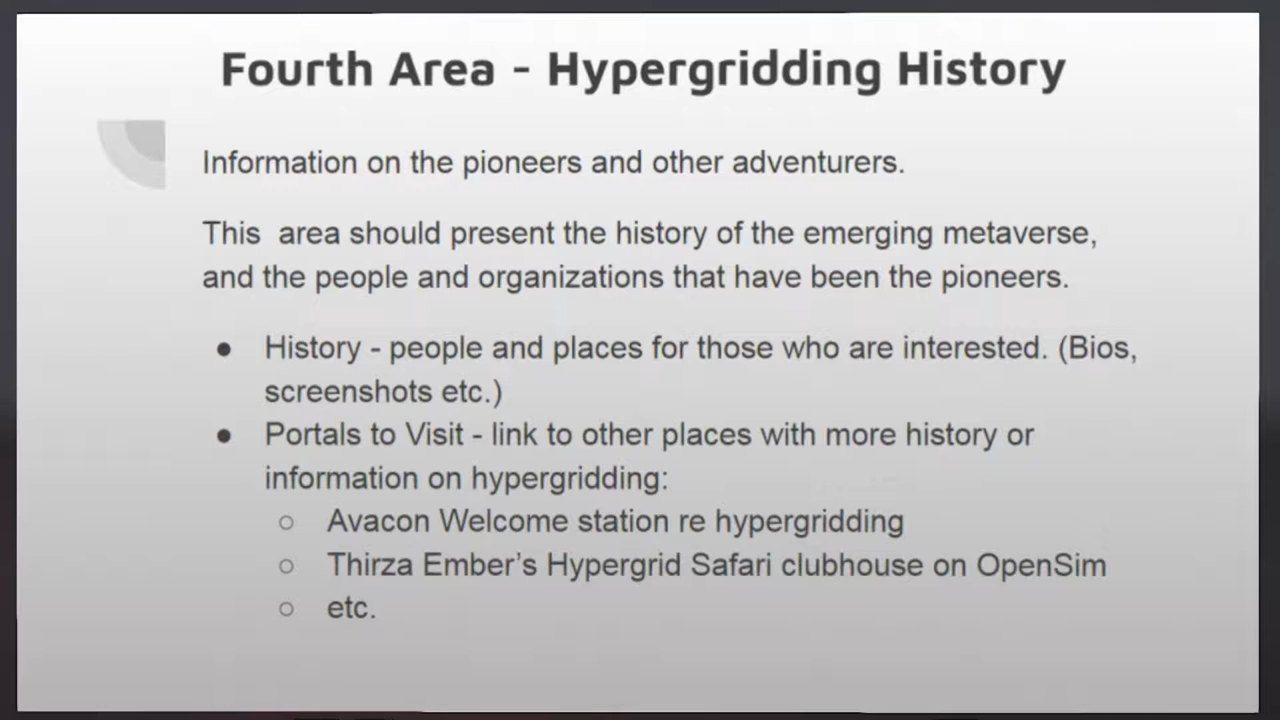 Fourth Area - Hypergridding History
Information on the pioneers and other adventurers.
This  area should present the history of the emerging metaverse,
and the people and organizations that have been the pioneers.
● History - people and places for those who are interested. (Bios,
screenshots etc.)
● Portals to Visit - link to other places with more history or
information on hypergridding:
○ Avacon Welcome station re hypergridding
○ Thirza Ember’s Hypergrid Safari clubhouse on OpenSim
○ etc.